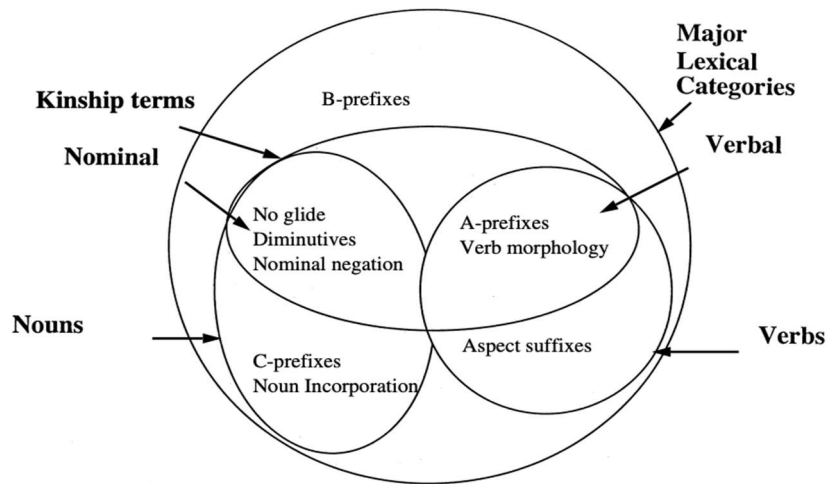 Major
Lexical
Categories
Kinship terms
B-prefixes
Nominal
Verbal
No glide
Diminutives
Nominal negation
A-prefixes
Verb morphology
Nouns
Verbs
Aspect suffixes
C-prefixes
Noun Incorporation